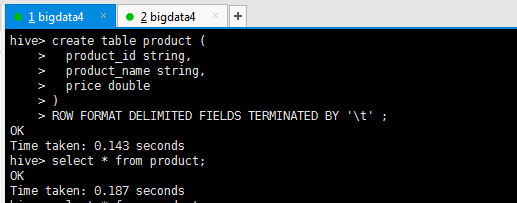 1 bigdata4 × 2 bigdata4 × +
hive> create table product (
    >   product_id string,
    >   product_name string,
    >   price double
    > )
    > ROW FORMAT DELIMITED FIELDS TERMINATED BY '\t' ;
OK
Time taken: 0.143 seconds
hive> select * from product;
OK
Time taken: 0.187 seconds